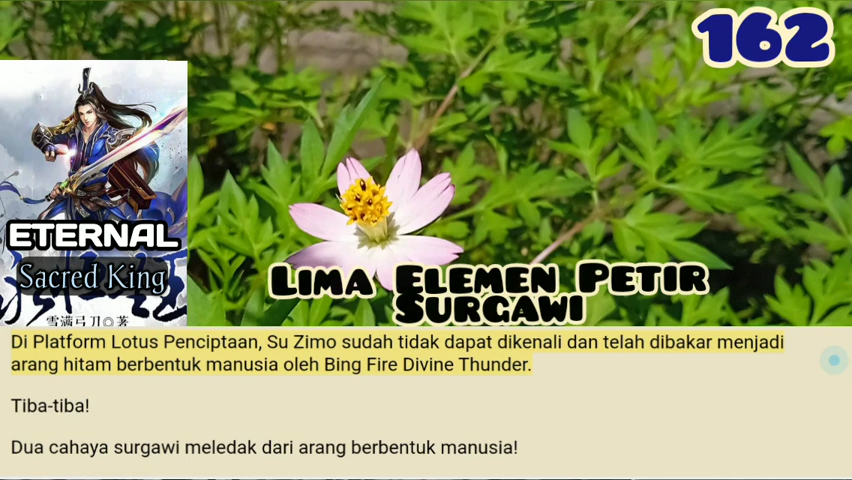 162
ETERNAL
Sacred King
雪满弓刀◎著
LIMA ELEMEN PETIR
SURGAWI
Di Platform Lotus Penciptaan, Su Zimo sudah tidak dapat dikenali dan telah dibakar menjadi
arang hitam berbentuk manusia oleh Bing Fire Divine Thunder.
Tiba-tiba!
Dua cahaya surgawi meledak dari arang berbentuk manusia!